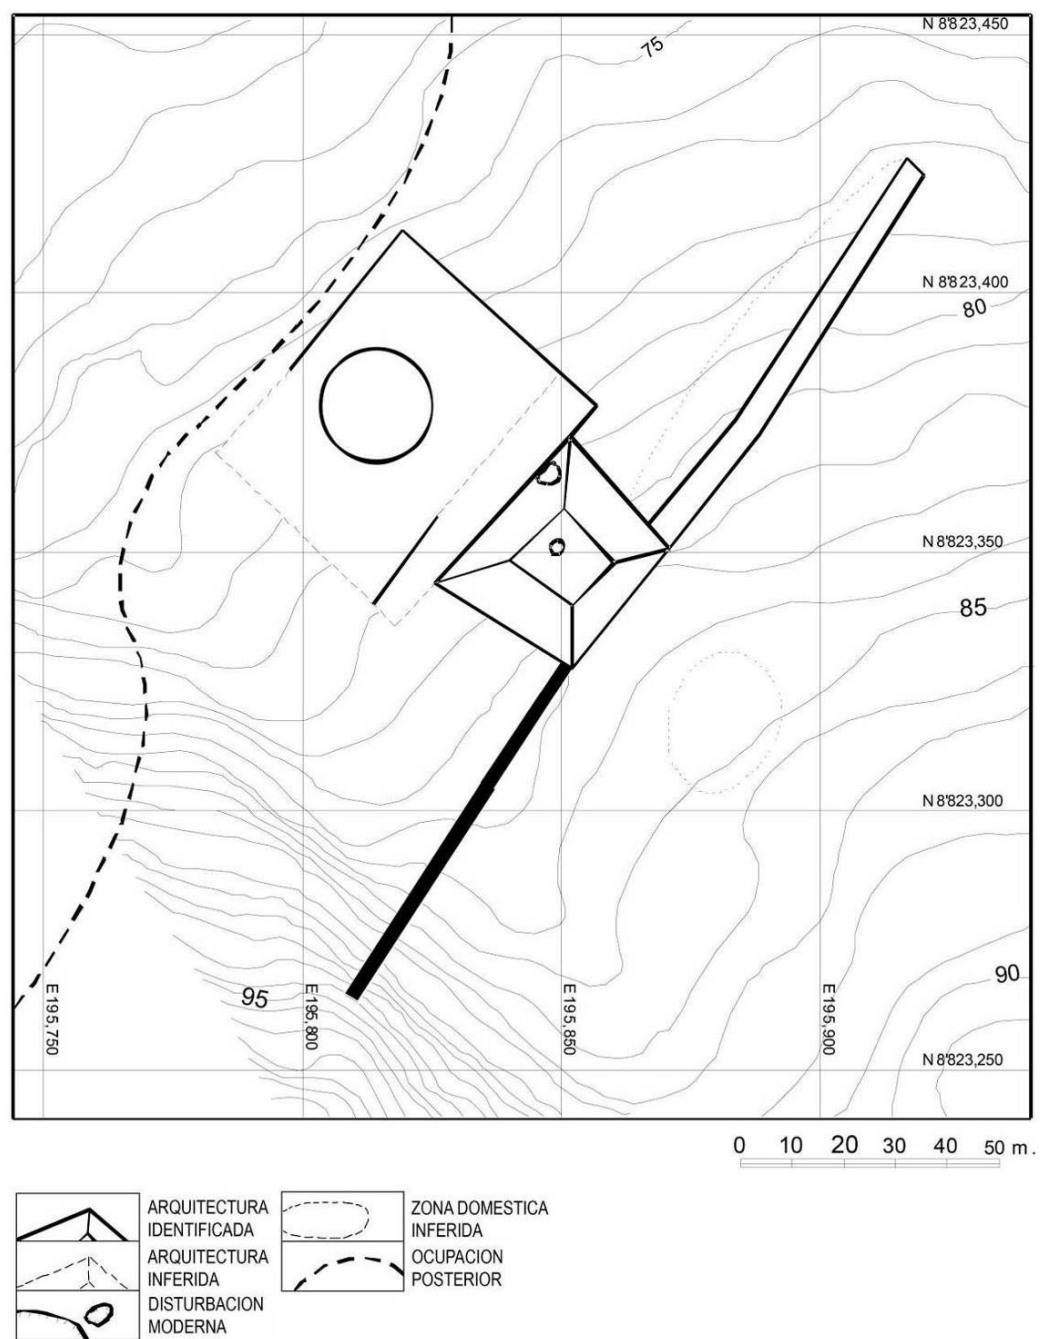 N 8'823,450
75
N 8'823,400
80
N 8'823,350
85
N 8'823,300
90
95
E 195,750
E 195,800
E 195,850
E 195,900
N 8'823,250
0 10 20 30 40 50 m.
ARQUITECTURA
IDENTIFICADA
ARQUITECTURA
INFERIDA
DISTURBACION
MODERNA
ZONA DOMESTICA
INFERIDA
OCUPACION
POSTERIOR